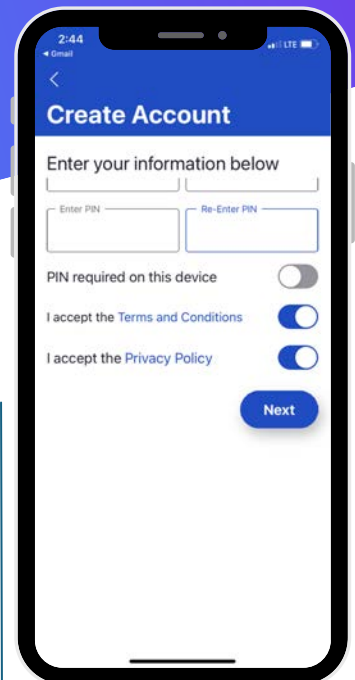 2:44
◀ Gmail
LTE
Create Account
Enter your information below
Enter PIN
Re-Enter PIN
PIN required on this device
I accept the Terms and Conditions
I accept the Privacy Policy
Next